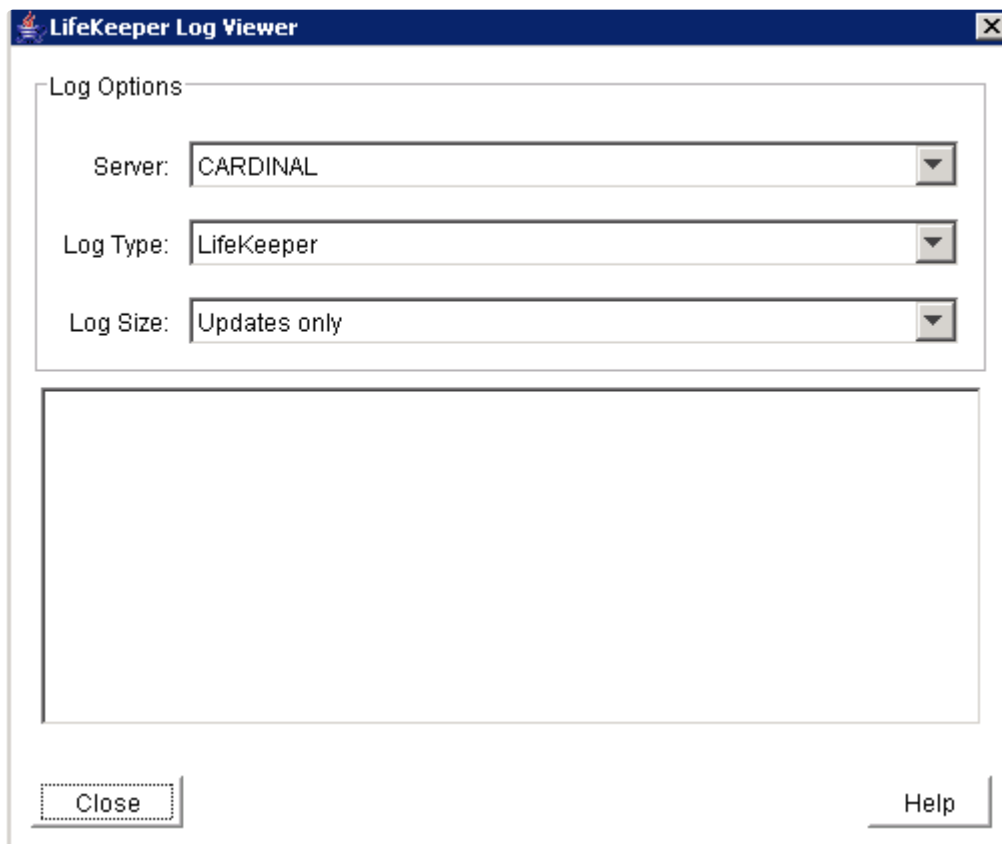 LifeKeeper Log Viewer
Log Options
Server: CARDINAL
Log Type: LifeKeeper
Log Size: Updates only
Close Help